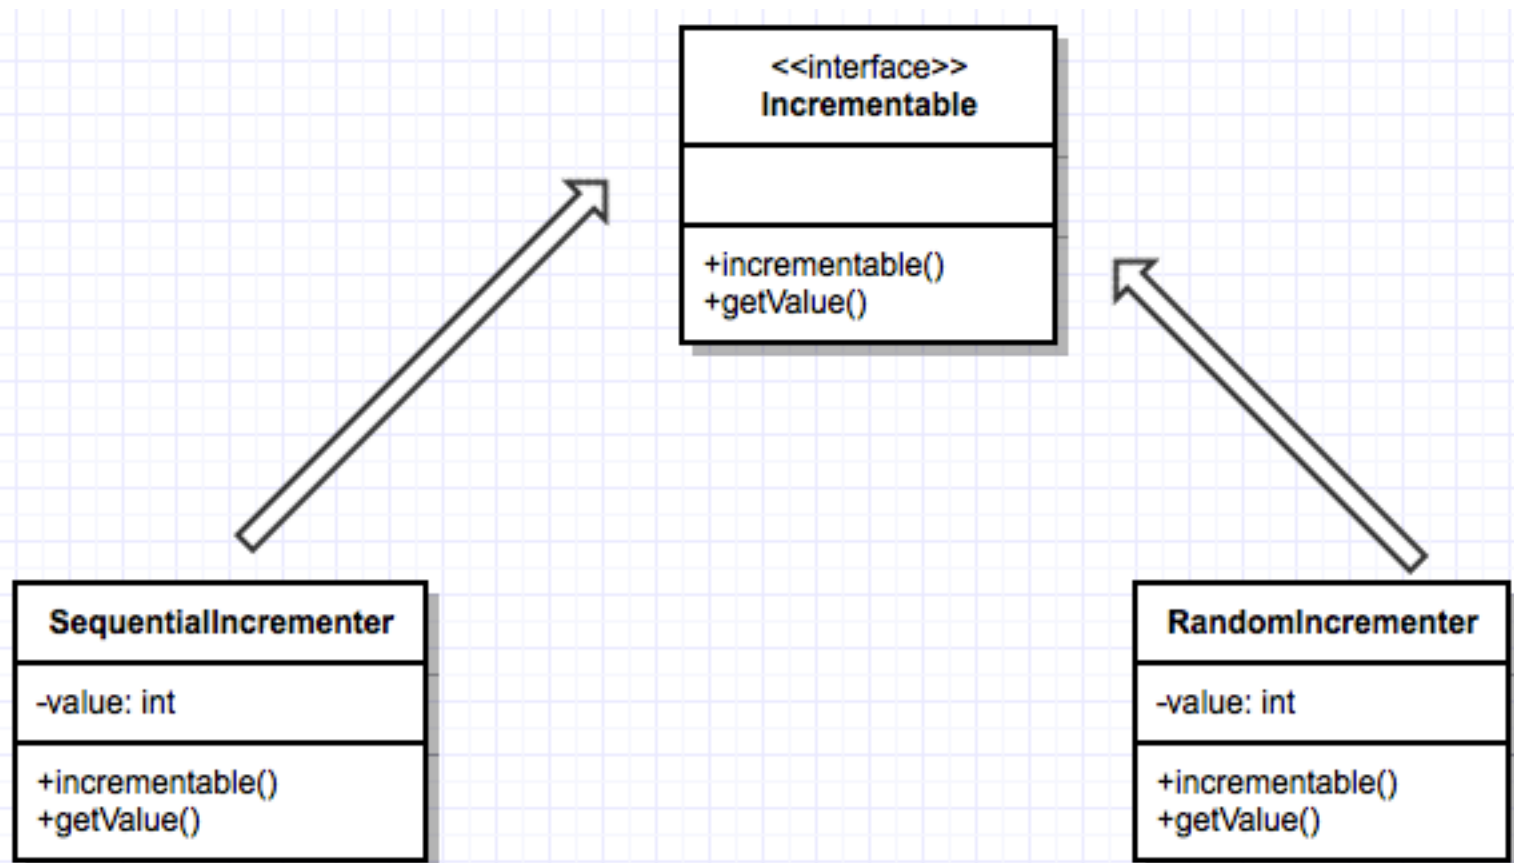 <<interface>>
Incrementable
+incrementable()
+getValue()
SequentialIncrementer
-value: int
+incrementable()
+getValue()
RandomIncrementer
-value: int
+incrementable()
+getValue()